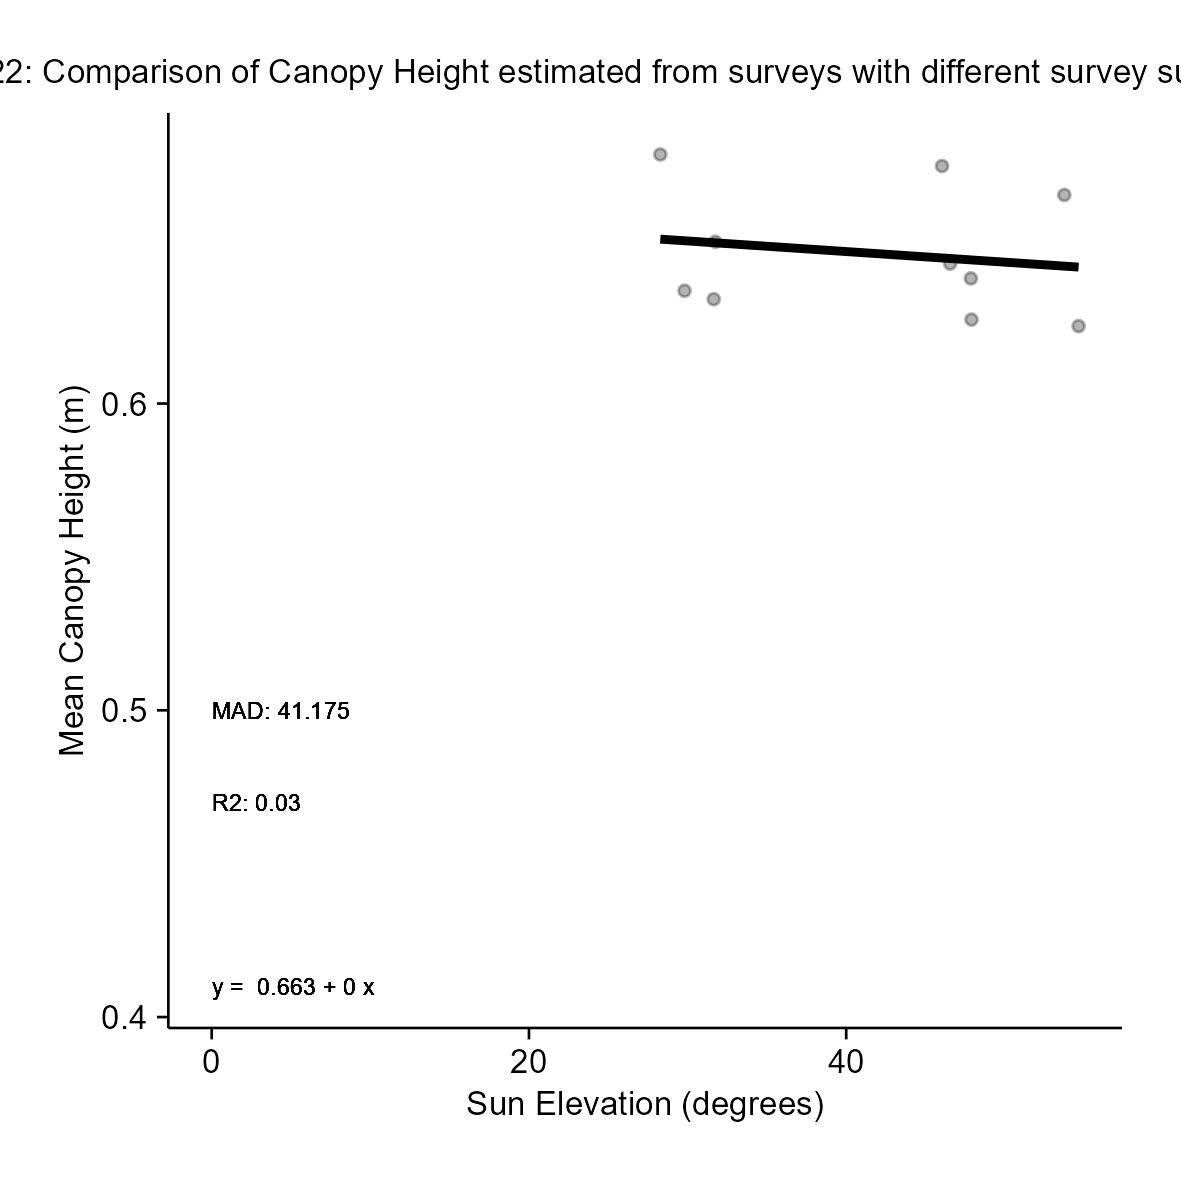 22: Comparison of Canopy Height estimated from surveys with different survey
Mean Canopy Height (m)
0.6
0.5
0.4
MAD: 41.175
R2: 0.03
y =  0.663 + 0 x
0
20
40
Sun Elevation (degrees)